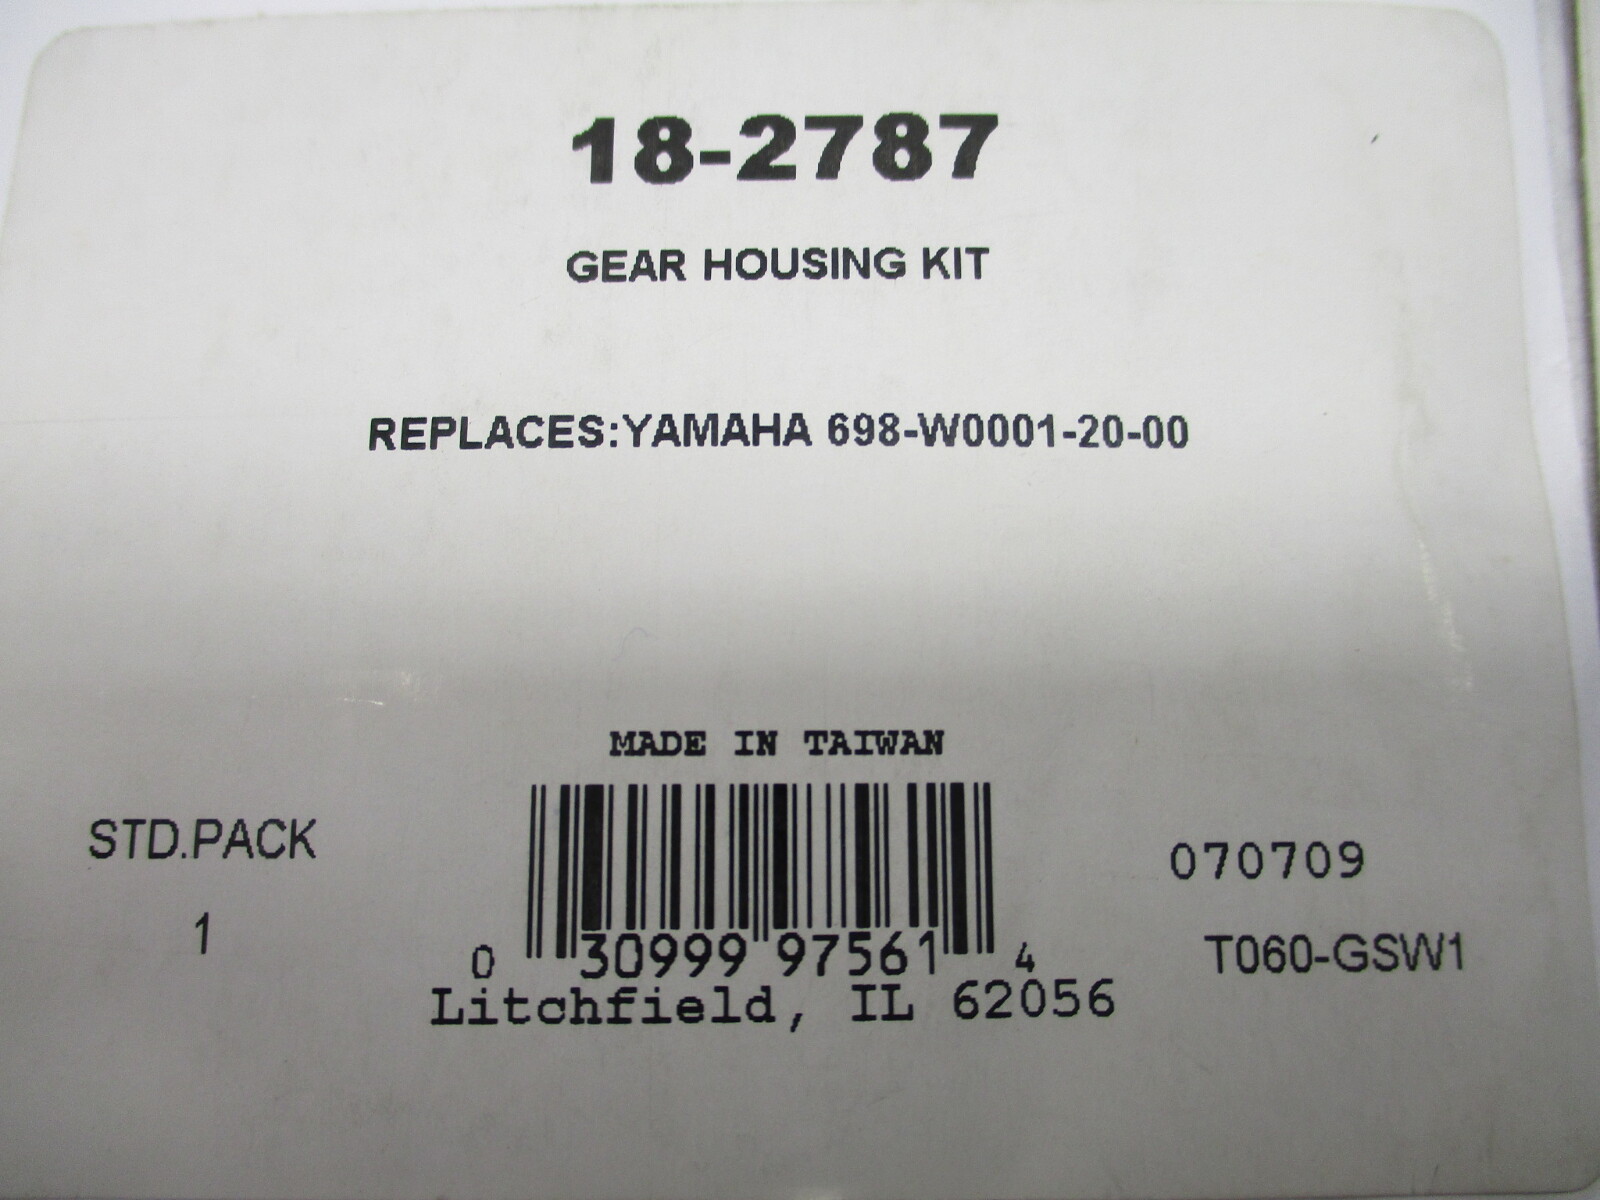 18-2787
GEAR HOUSING KIT
REPLACES:YAMAHA 698-W0001-20-00
MADE IN TAIWAN
STD.PACK
1
0 30999 97561 4
Litchfield, IL 62056
070709
T060-GSW1